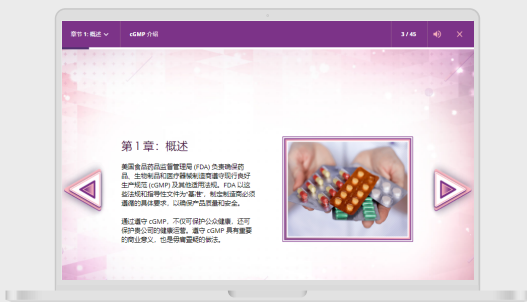 章节 1: 概述
cGMP 介绍
3 / 45
第 1 章：概述
美国食品药品监督管理局 (FDA) 负责确保药
品、生物制品和医疗器械制造商遵守现行良好
生产规范 (cGMP) 及其他适用法规。FDA 以这
些法规和指导性文件为“基准”，制定制造商必须
遵循的具体要求，以确保产品质量和安全。
通过遵守 cGMP，不仅可保护公众健康，还可
保护贵公司的健康运营。遵守 cGMP 具有重要
的商业意义，也是毋庸置疑的做法。